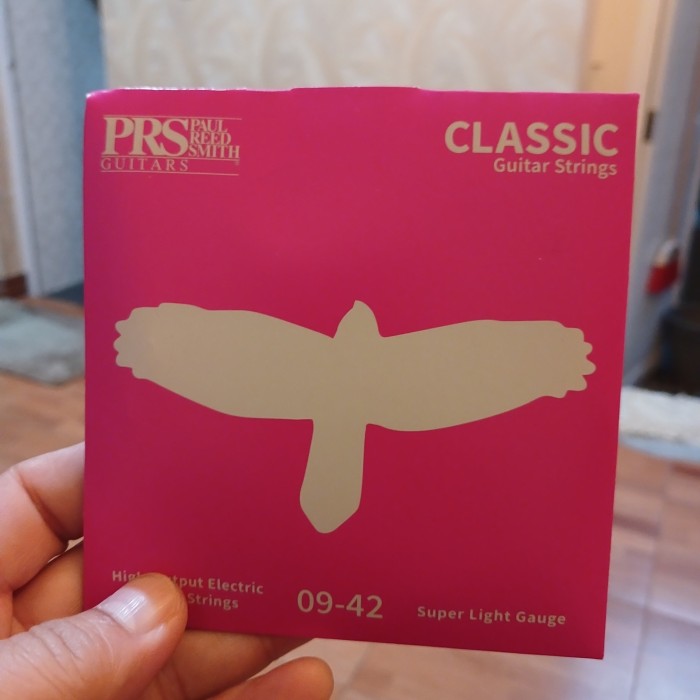 PRS PAUL
REED
SMITH
GUITARS
CLASSIC
Guitar Strings
Electric
Strings
09-42
Super Light Gauge